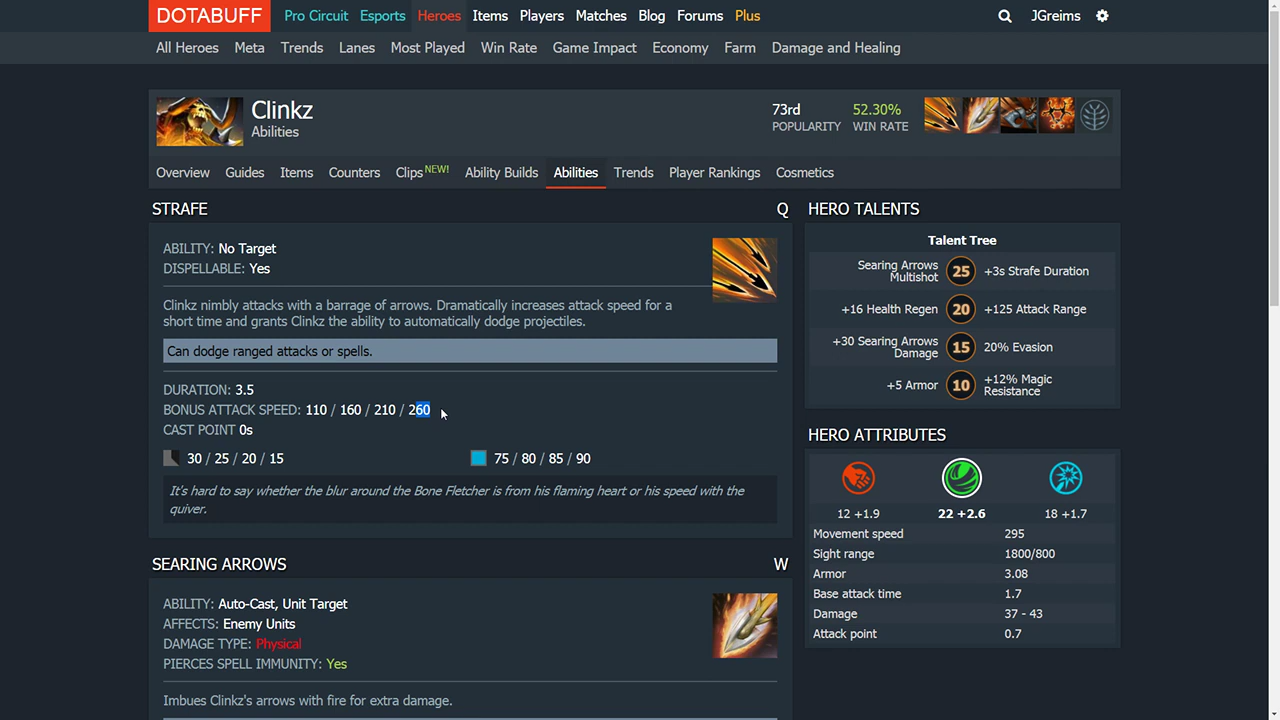 DOTABUFF Pro Circuit Esports Heroes Items Players Matches Blog Forums Plus JGreims
All Heroes Meta Trends Lanes Most Played Win Rate Game Impact Economy Farm Damage and Healing
Clinkz
Abilities
73rd
POPULARITY
52.30%
WIN RATE
Overview Guides Items Counters Clips NEW! Ability Builds Abilities Trends Player Rankings Cosmetics
STRAFE Q
ABILITY: No Target
DISPELLABLE: Yes
Clinkz nimbly attacks with a barrage of arrows. Dramatically increases attack speed for a
short time and grants Clinkz the ability to automatically dodge projectiles.
Can dodge ranged attacks or spells.
DURATION: 3.5
BONUS ATTACK SPEED: 110 / 160 / 210 / 260
CAST POINT 0s
30 / 25 / 20 / 15 75 / 80 / 85 / 90
It's hard to say whether the blur around the Bone Fletcher is from his flaming heart or his speed with the
quiver.
SEARING ARROWS W
ABILITY: Auto-Cast, Unit Target
AFFECTS: Enemy Units
DAMAGE TYPE: Physical
PIERCES SPELL IMMUNITY: Yes
Imbues Clinkz's arrows with fire for extra damage.
HERO TALENTS
Talent Tree
Searing Arrows
Multishot
25
+3s Strafe Duration
+16 Health Regen 20 +125 Attack Range
+30 Searing Arrows
Damage
15
20% Evasion
+5 Armor
10
+12% Magic
Resistance
HERO ATTRIBUTES
12 +1.9 22 +2.6 18 +1.7
Movement speed 295
Sight range 1800/800
Armor 3.08
Base attack time 1.7
Damage 37 - 43
Attack point 0.7